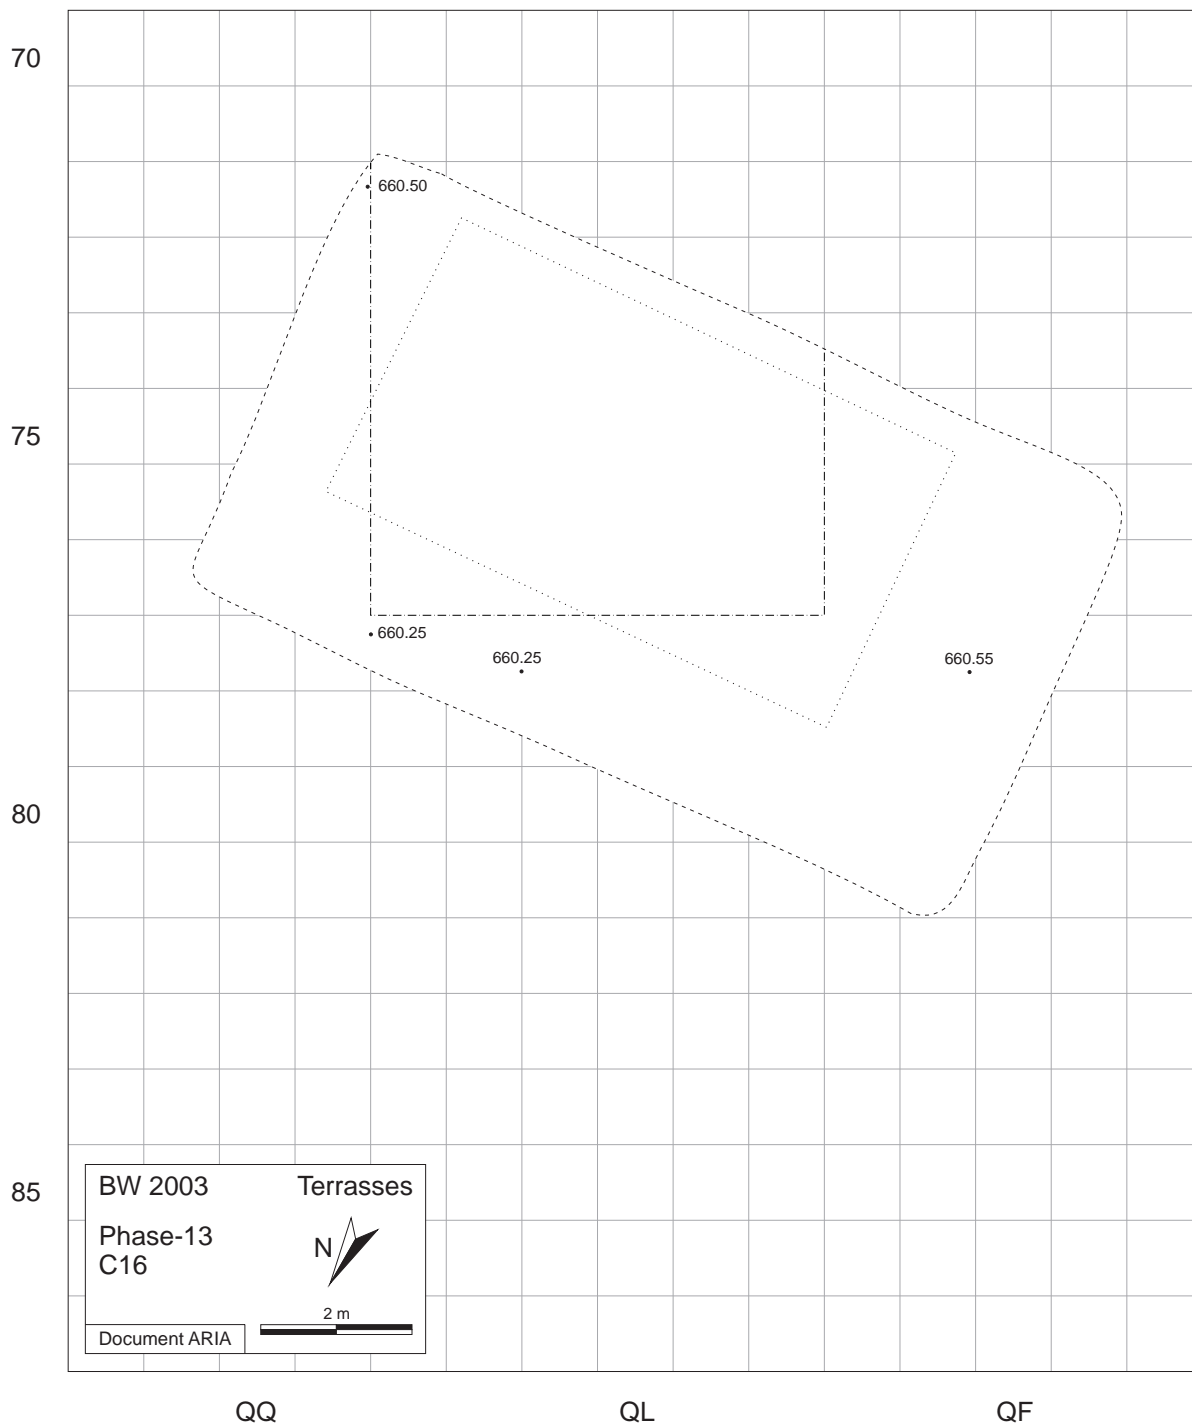 70
660.50
75
660.25
660.25
660.55
80
85
BW 2003 Terrasses
Phase-13
C16
N
2 m
Document ARIA
QQ QL QF